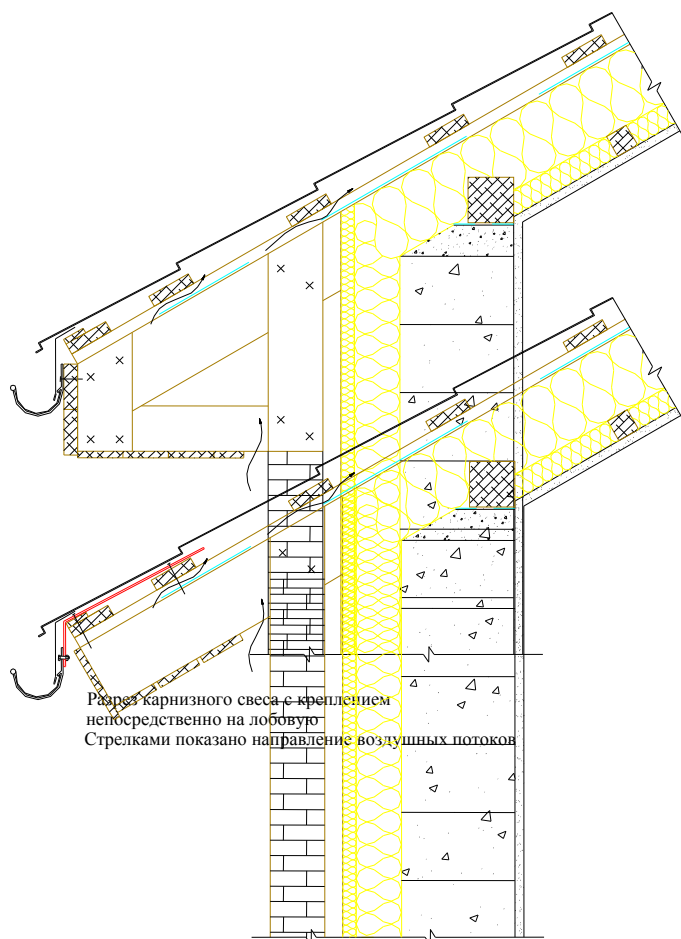 Разрез карнизного свеса с креплением
непосредственно на лобовую
Стрелками показано направление воздушных потоков